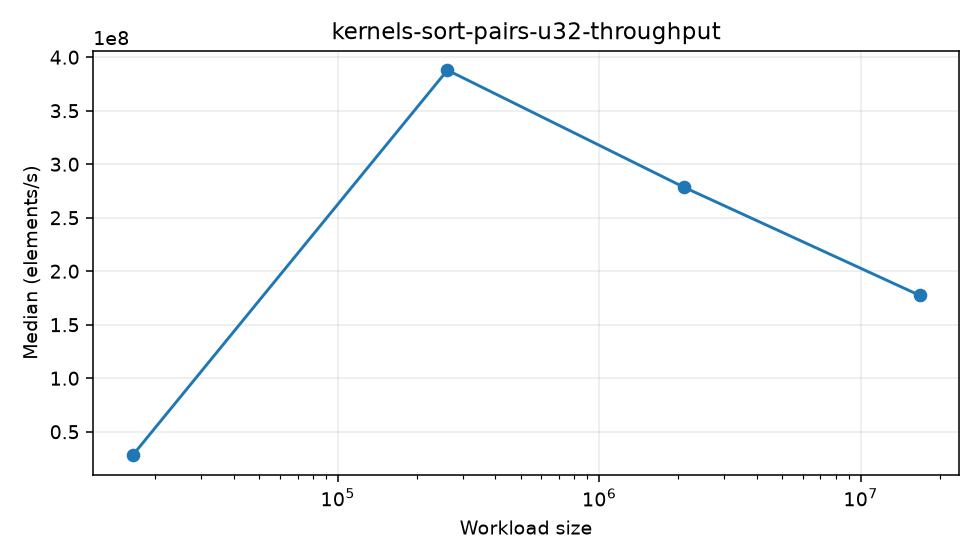 kernels-sort-pairs-u32-throughput
1e8
4.0
3.5
3.0
2.5
2.0
1.5
1.0
0.5
Median (elements/s)
10^5
10^6
10^7
Workload size